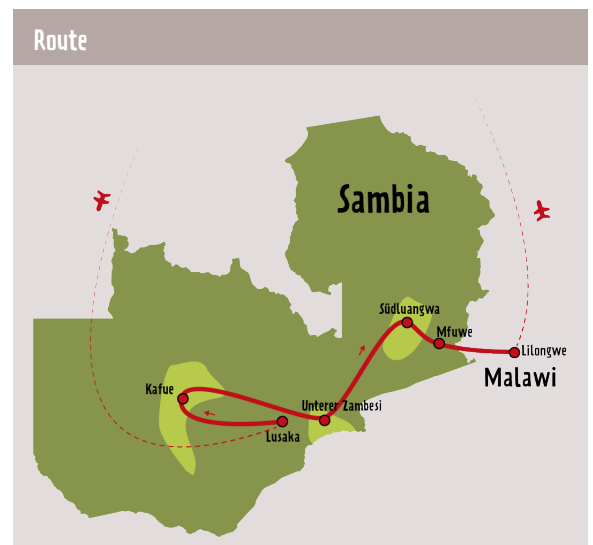 Route
Sambia
Südluangwa
Mfuwe
Lilongwe
Malawi
Kafue
Unterer Zambesi
Lusaka